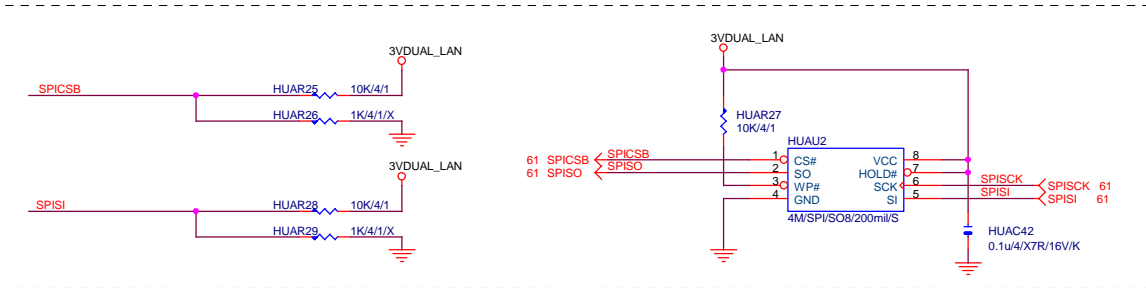 3VDUAL_LAN
SPICSB
HUAR25 10K/4/1
HUAR26 1K/4/1/X
3VDUAL_LAN
SPISI
HUAR28 10K/4/1
HUAR29 1K/4/1/X
3VDUAL_LAN
HUAR27
10K/4/1
HUAU2
61 SPICSB SPICSB 1 CS# VCC 8
61 SPISO SPISO 2 SO HOLD# 7
3 WP# SCK 6 SPISCK SPISCK 61
4 GND SI 5 SPISI SPISI 61
4M/SPI/SO8/200mil/S
HUAC42
0.1u/4/X7R/16V/K